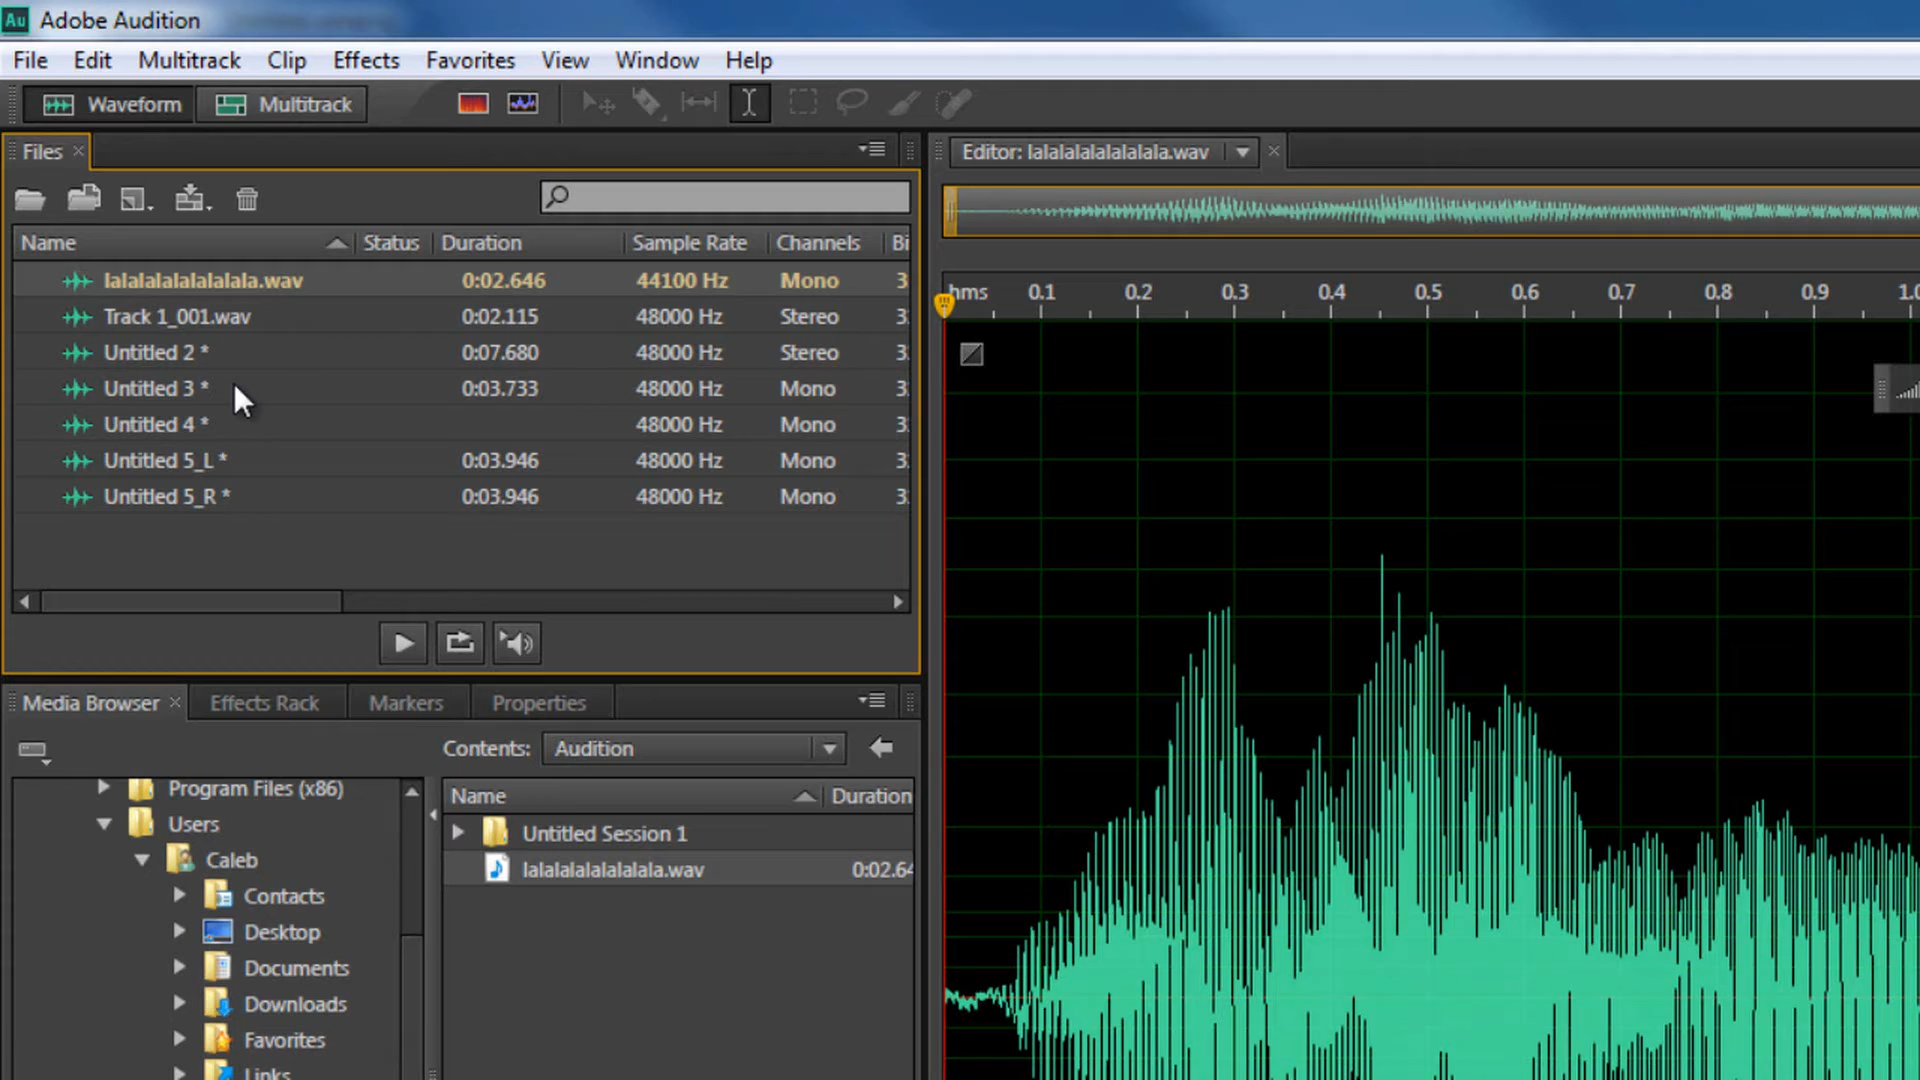 Au Adobe Audition
File Edit Multitrack Clip Effects Favorites View Window Help
Waveform Multitrack
Files
Editor: lalalalalalalalala.wav
Name Status Duration Sample Rate Channels Bi
lalalalalalalalala.wav 0:02.646 44100 Hz Mono 3
Track 1_001.wav 0:02.115 48000 Hz Stereo 3
Untitled 2 * 0:07.680 48000 Hz Stereo 3
Untitled 3 * 0:03.733 48000 Hz Mono 3
Untitled 4 * 48000 Hz Mono 3
Untitled 5_L * 0:03.946 48000 Hz Mono 3
Untitled 5_R * 0:03.946 48000 Hz Mono 3
hms 0.1 0.2 0.3 0.4 0.5 0.6 0.7 0.8 0.9 1.0
Media Browser Effects Rack Markers Properties
Contents: Audition
Program Files (x86)
Users
Caleb
Contacts
Desktop
Documents
Downloads
Favorites
Links
Name Duration
Untitled Session 1
lalalalalalalalala.wav 0:02.64